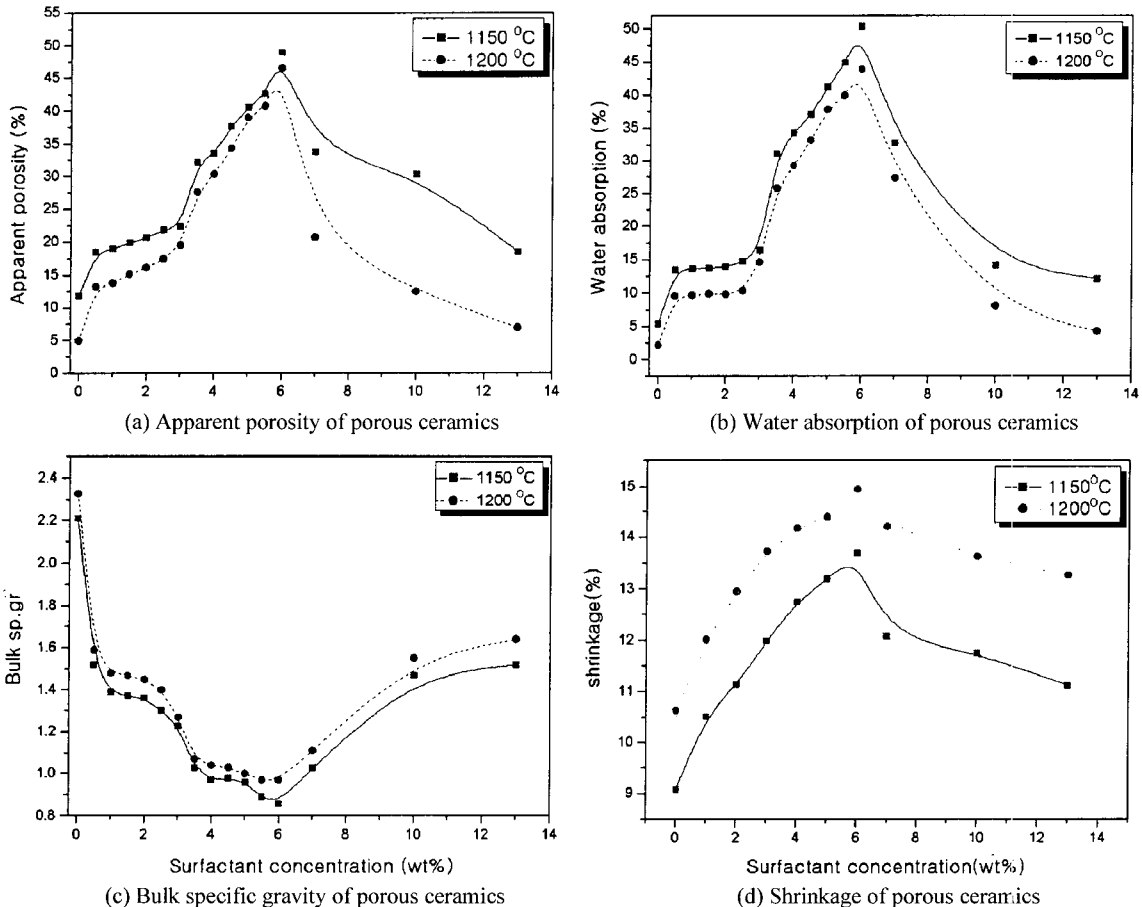 55
50
45
40
35
30
25
20
15
10
5
0
Apparent porosity (%)
1150 °C
1200 °C
0 2 4 6 8 10 12 14
(a) Apparent porosity of porous ceramics
50
45
40
35
30
25
20
15
10
5
0
Water absorption (%)
1150 °C
1200 °C
0 2 4 6 8 10 12 14
(b) Water absorption of porous ceramics
2.4
2.2
2.0
1.8
1.6
1.4
1.2
1.0
0.8
Bulk sp.gr
1150 °C
1200 °C
0 2 4 6 8 10 12 14
Surfactant concentration (wt%)
(c) Bulk specific gravity of porous ceramics
15
14
13
12
11
10
9
shrinkage(%)
1150°C
1200°C
0 2 4 6 8 10 12 14
Surfactant concentration(wt%)
(d) Shrinkage of porous ceramics